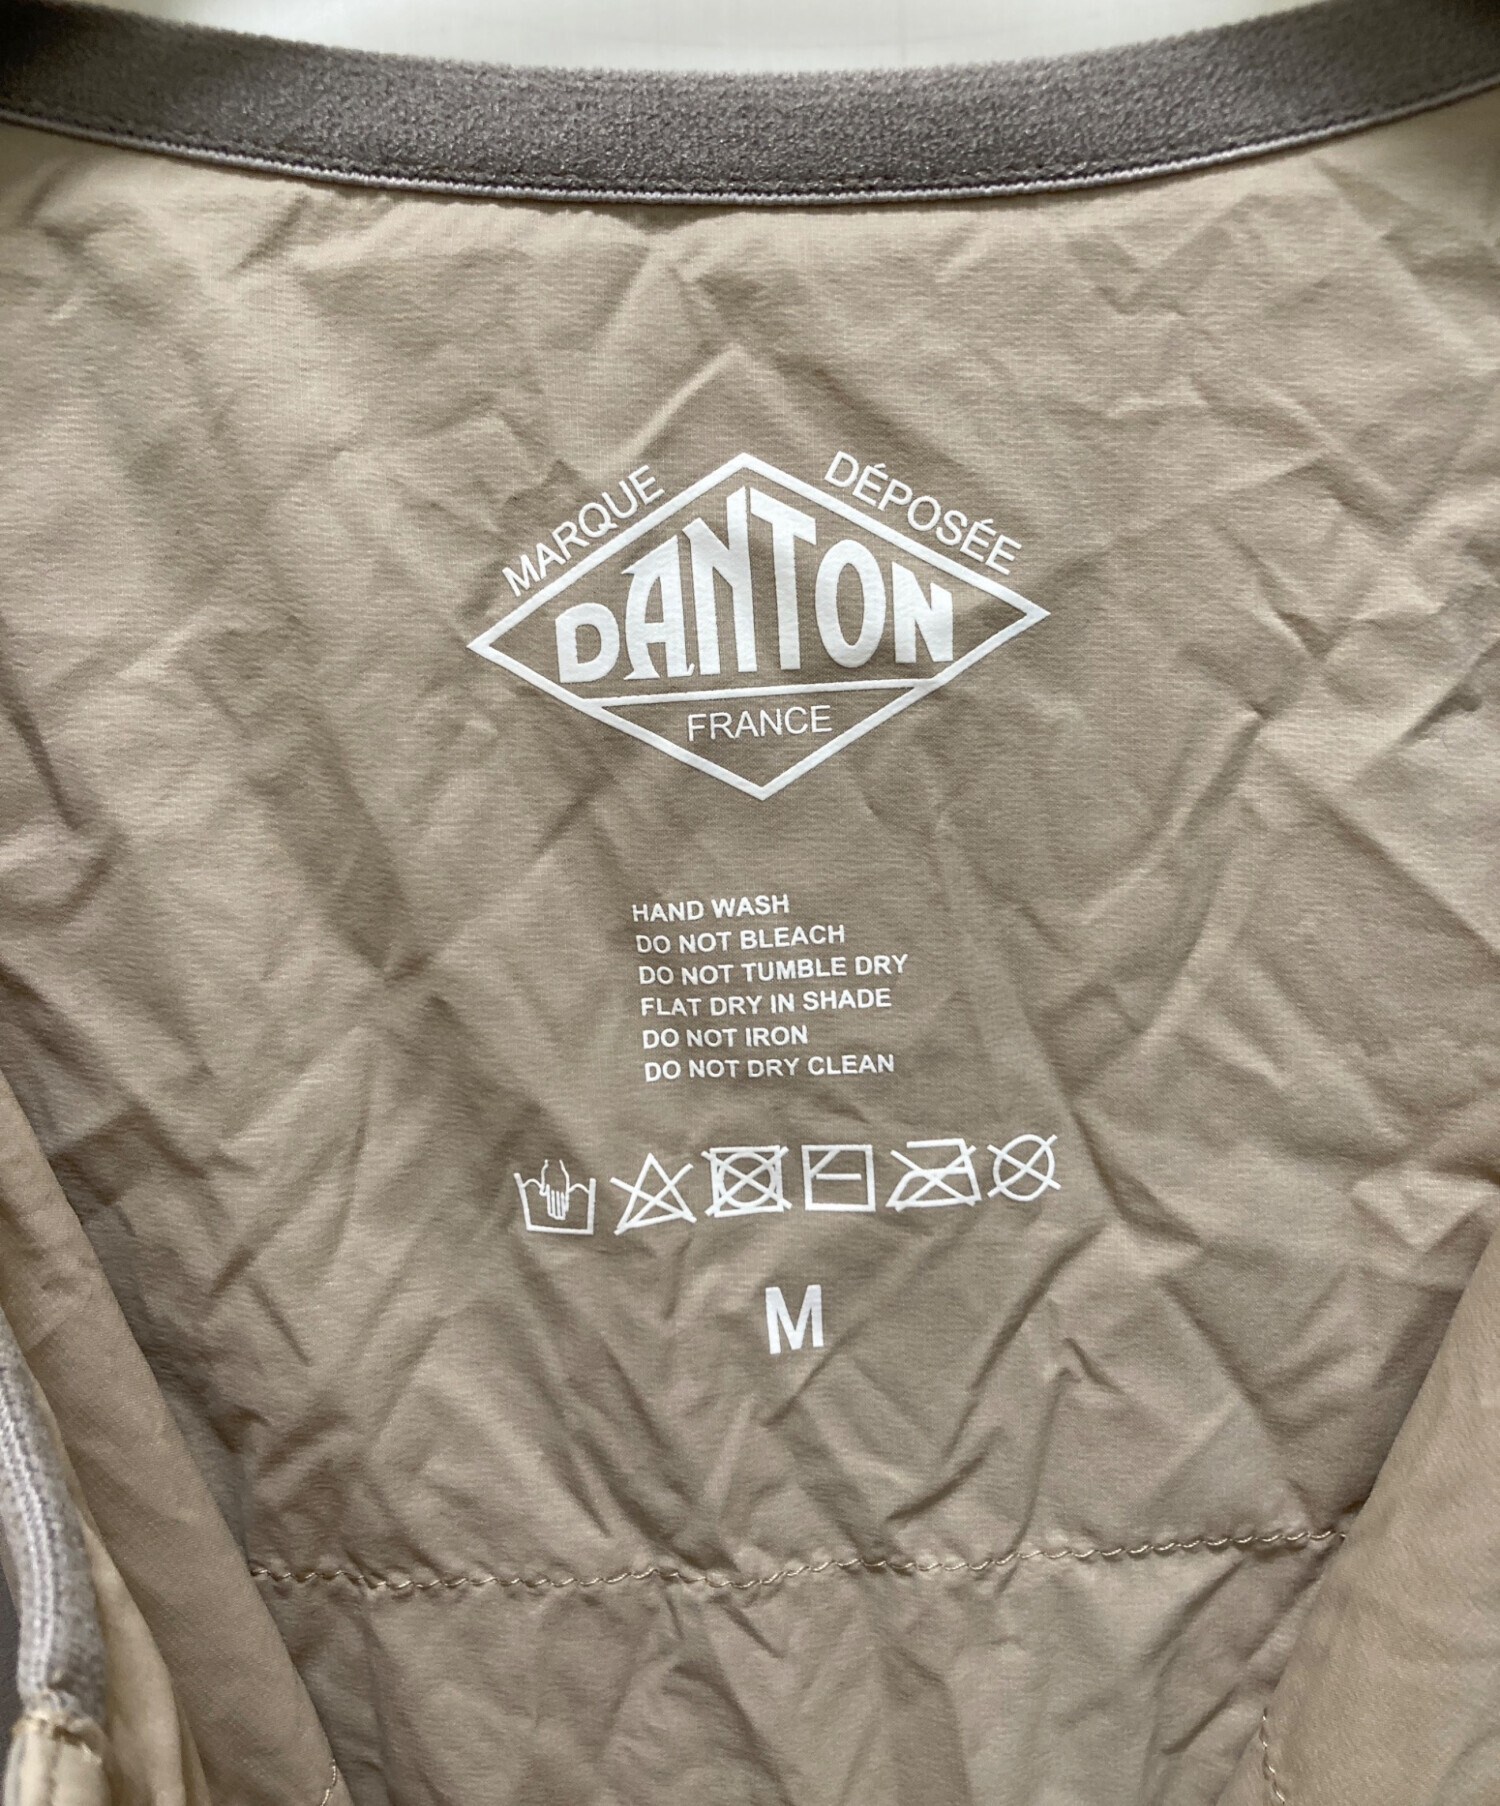 MARQUE DÉPOSÉE
DANTON
FRANCE
HAND WASH
DO NOT BLEACH
DO NOT TUMBLE DRY
FLAT DRY IN SHADE
DO NOT IRON
DO NOT DRY CLEAN
M